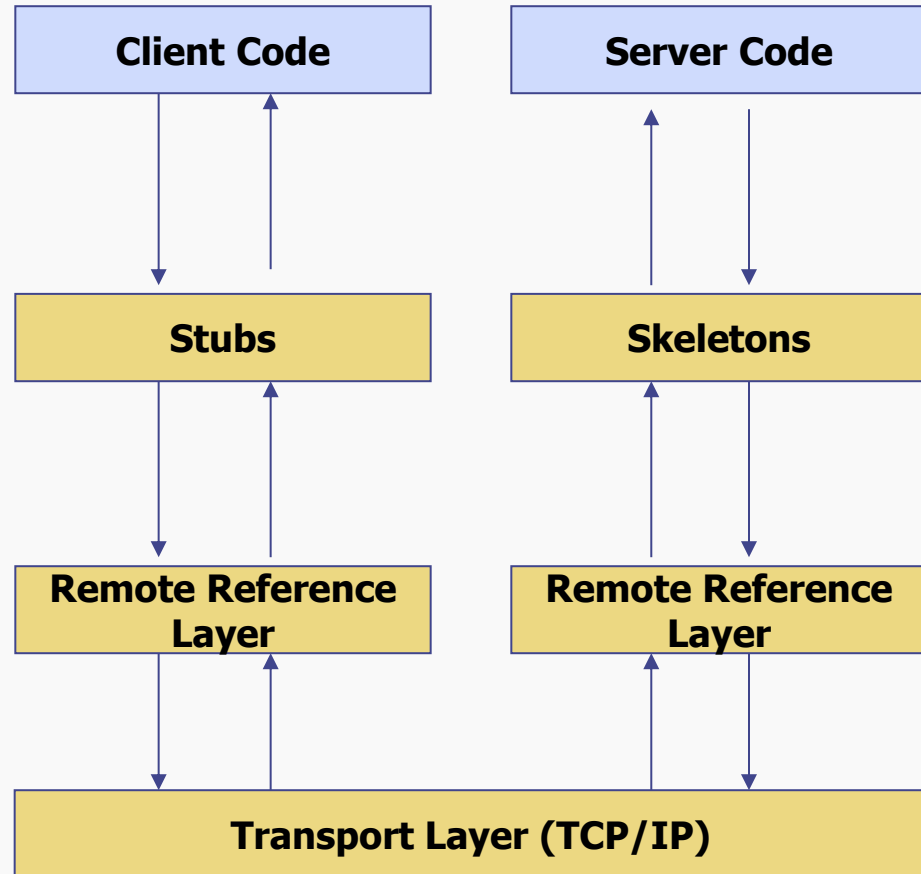 Client Code
Server Code
Stubs
Skeletons
Remote Reference
Layer
Remote Reference
Layer
Transport Layer (TCP/IP)